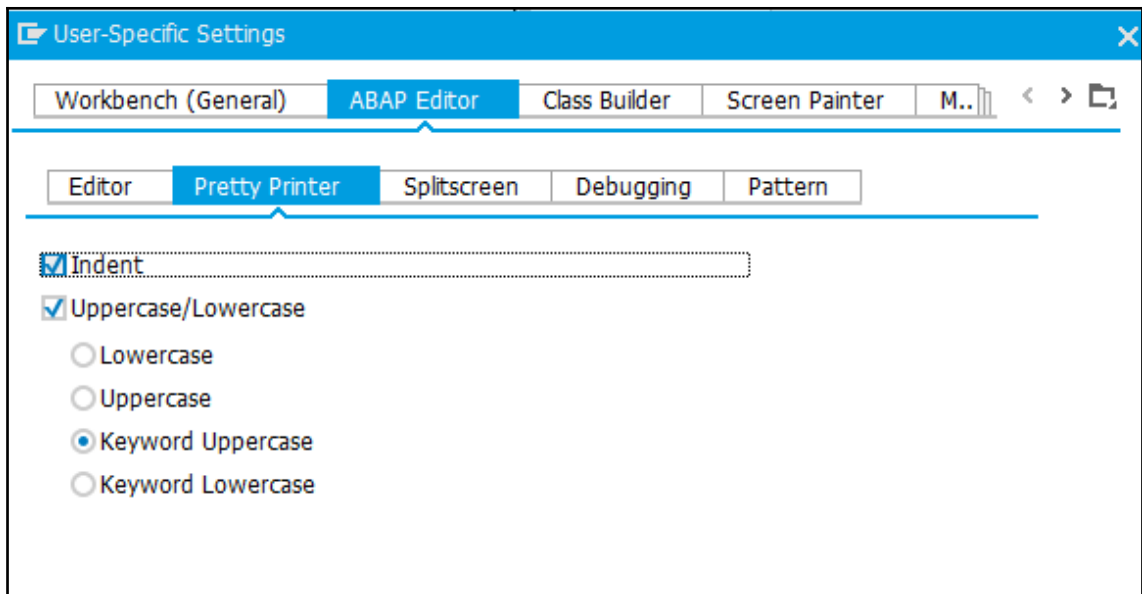 User-Specific Settings
Workbench (General) ABAP Editor Class Builder Screen Painter M..
Editor Pretty Printer Splitscreen Debugging Pattern
Indent
Uppercase/Lowercase
Lowercase
Uppercase
Keyword Uppercase
Keyword Lowercase